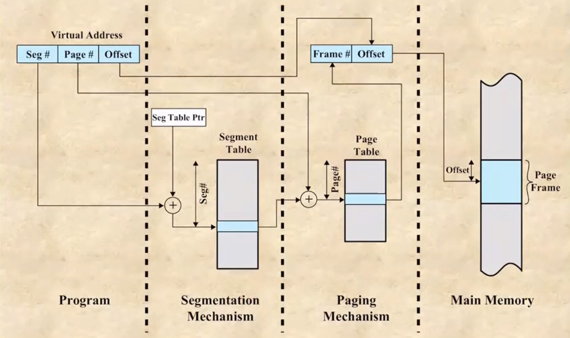 Virtual Address
Seg # Page # Offset
Frame # Offset
Seg Table Ptr
Segment
Table
Page
Table
Seg#
Page#
Offset
Page
Frame
Program
Segmentation
Mechanism
Paging
Mechanism
Main Memory